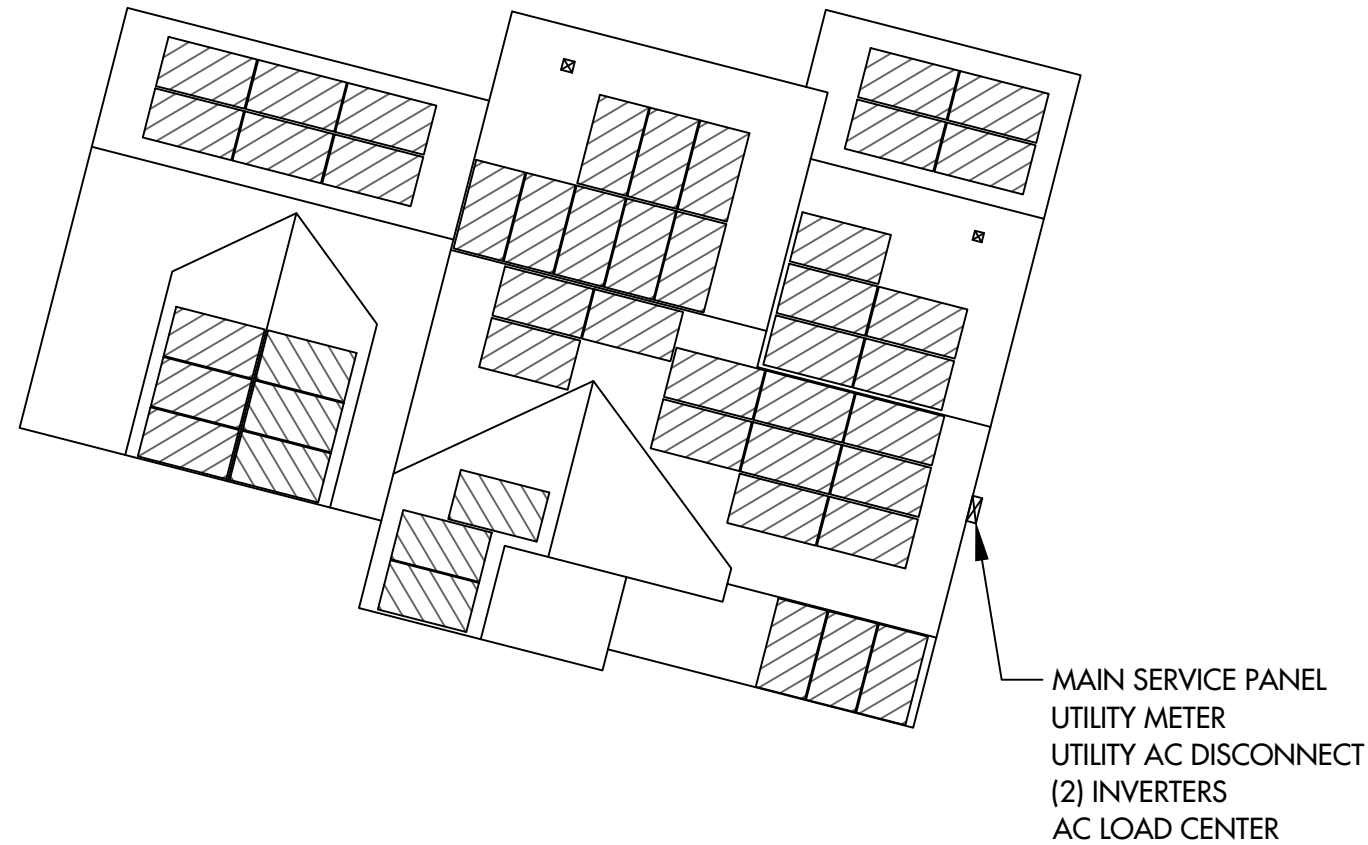 MAIN SERVICE PANEL
UTILITY METER
UTILITY AC DISCONNECT
(2) INVERTERS
AC LOAD CENTER